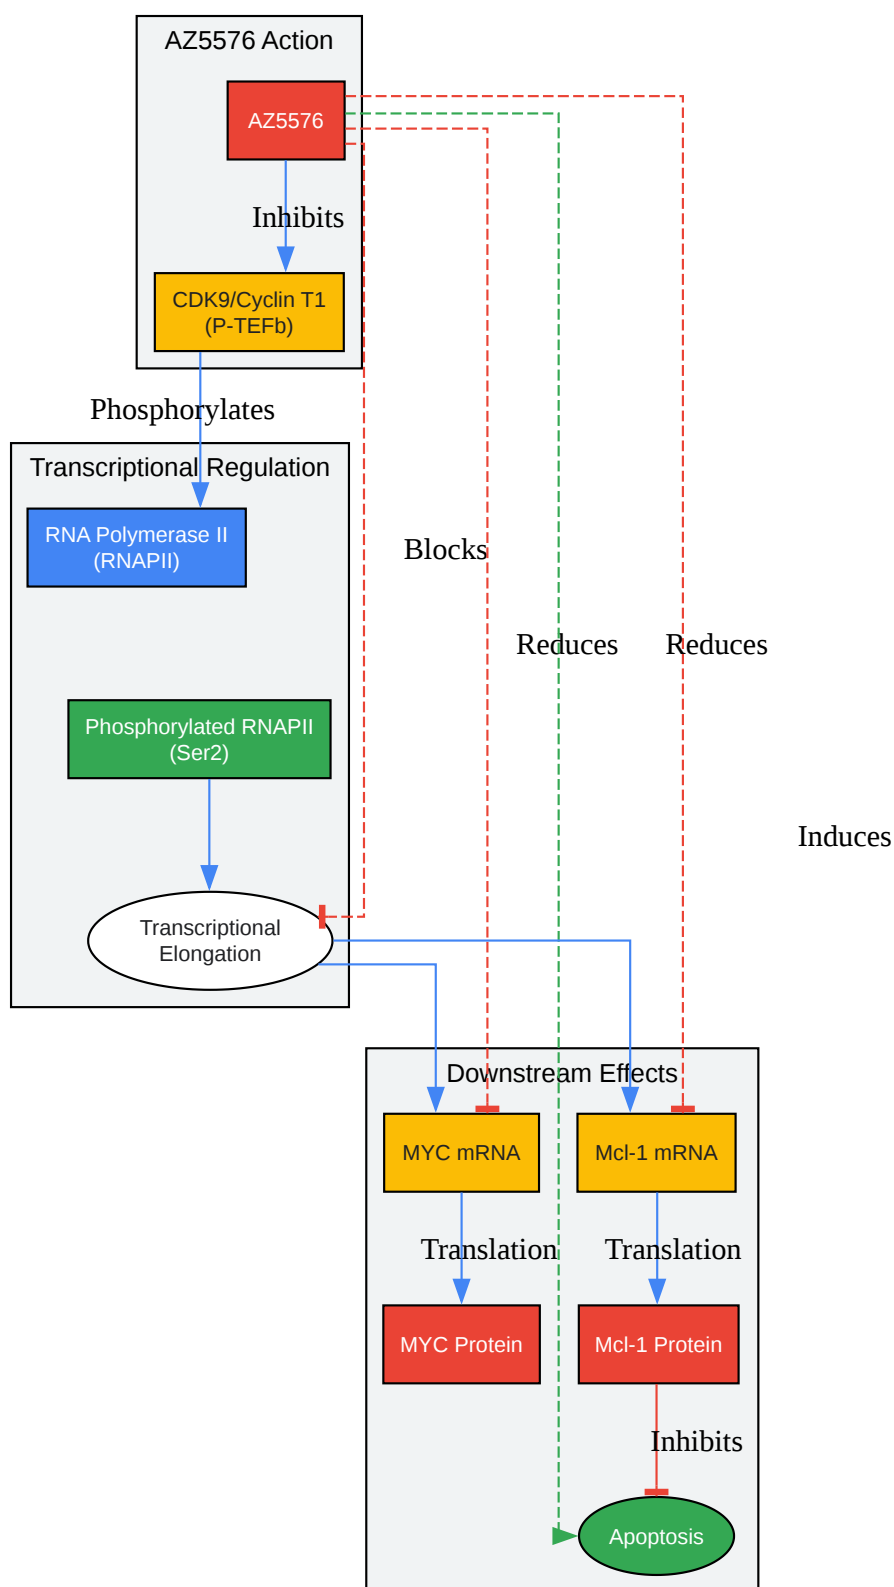 AZ5576 Action
AZ5576
Inhibits
CDK9/Cyclin T1
(P-TEFb)
Phosphorylates
Transcriptional Regulation
RNA Polymerase II
(RNAPII)
Blocks
Reduces
Reduces
Phosphorylated RNAPII
(Ser2)
Induces
Transcriptional
Elongation
Downstream Effects
MYC mRNA
Mcl-1 mRNA
Translation
Translation
MYC Protein
Mcl-1 Protein
Inhibits
Apoptosis